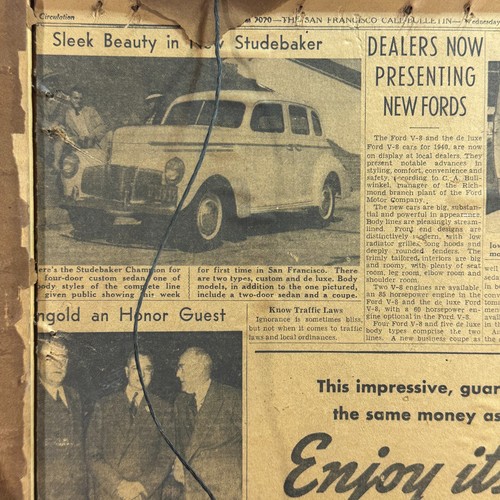 Circulation
2020 —THE SAN FRANCISCO CALL-BULLETIN— Wednesday
Sleek Beauty in New Studebaker
's the Studebaker Champion for
four-door custom sedan, one of
body styles of the complete line
given public showing this week
for first time in San Francisco. There
are two types, custom and de luxe. Body
models, in addition to the one pictured,
include a two-door sedan and a coupe.
DEALERS NOW
PRESENTING
NEW FORDS
The Ford V-8 and the de luxe
Ford V-8 cars for 1940, are now
on display at local dealers. They
present notable advances in
styling, comfort, convenience and
safety, according to C. A. Bull-
winkel, manager of the Rich-
mond branch plant of the Ford
Motor Company.
The new cars are big, substan-
tial and powerful in appearance.
Body lines are pleasingly stream-
lined. Front end designs are
distinctively modern, with low
radiator grilles, long hoods and
deeply rounded fenders. The
trimly tailored, interiors are big
and roomy, with plenty of seat
room, leg room, elbow room and
shoulder room.
Two V-8 engines are available,
an 85 horsepower engine in the
Ford V-8 and the de luxe Ford
V-8, with a 60 horsepower en-
gine optional in the Ford V-8.
Four Ford V-8 and five de luxe
body types comprise the two
lines. A new business coupe
ngold an Honor Guest
Know Traffic Laws
Ignorance is sometimes bliss,
but not when it comes to traffic
laws and local ordinances.
well
This impressive, guar
the same money as
Enjoy it